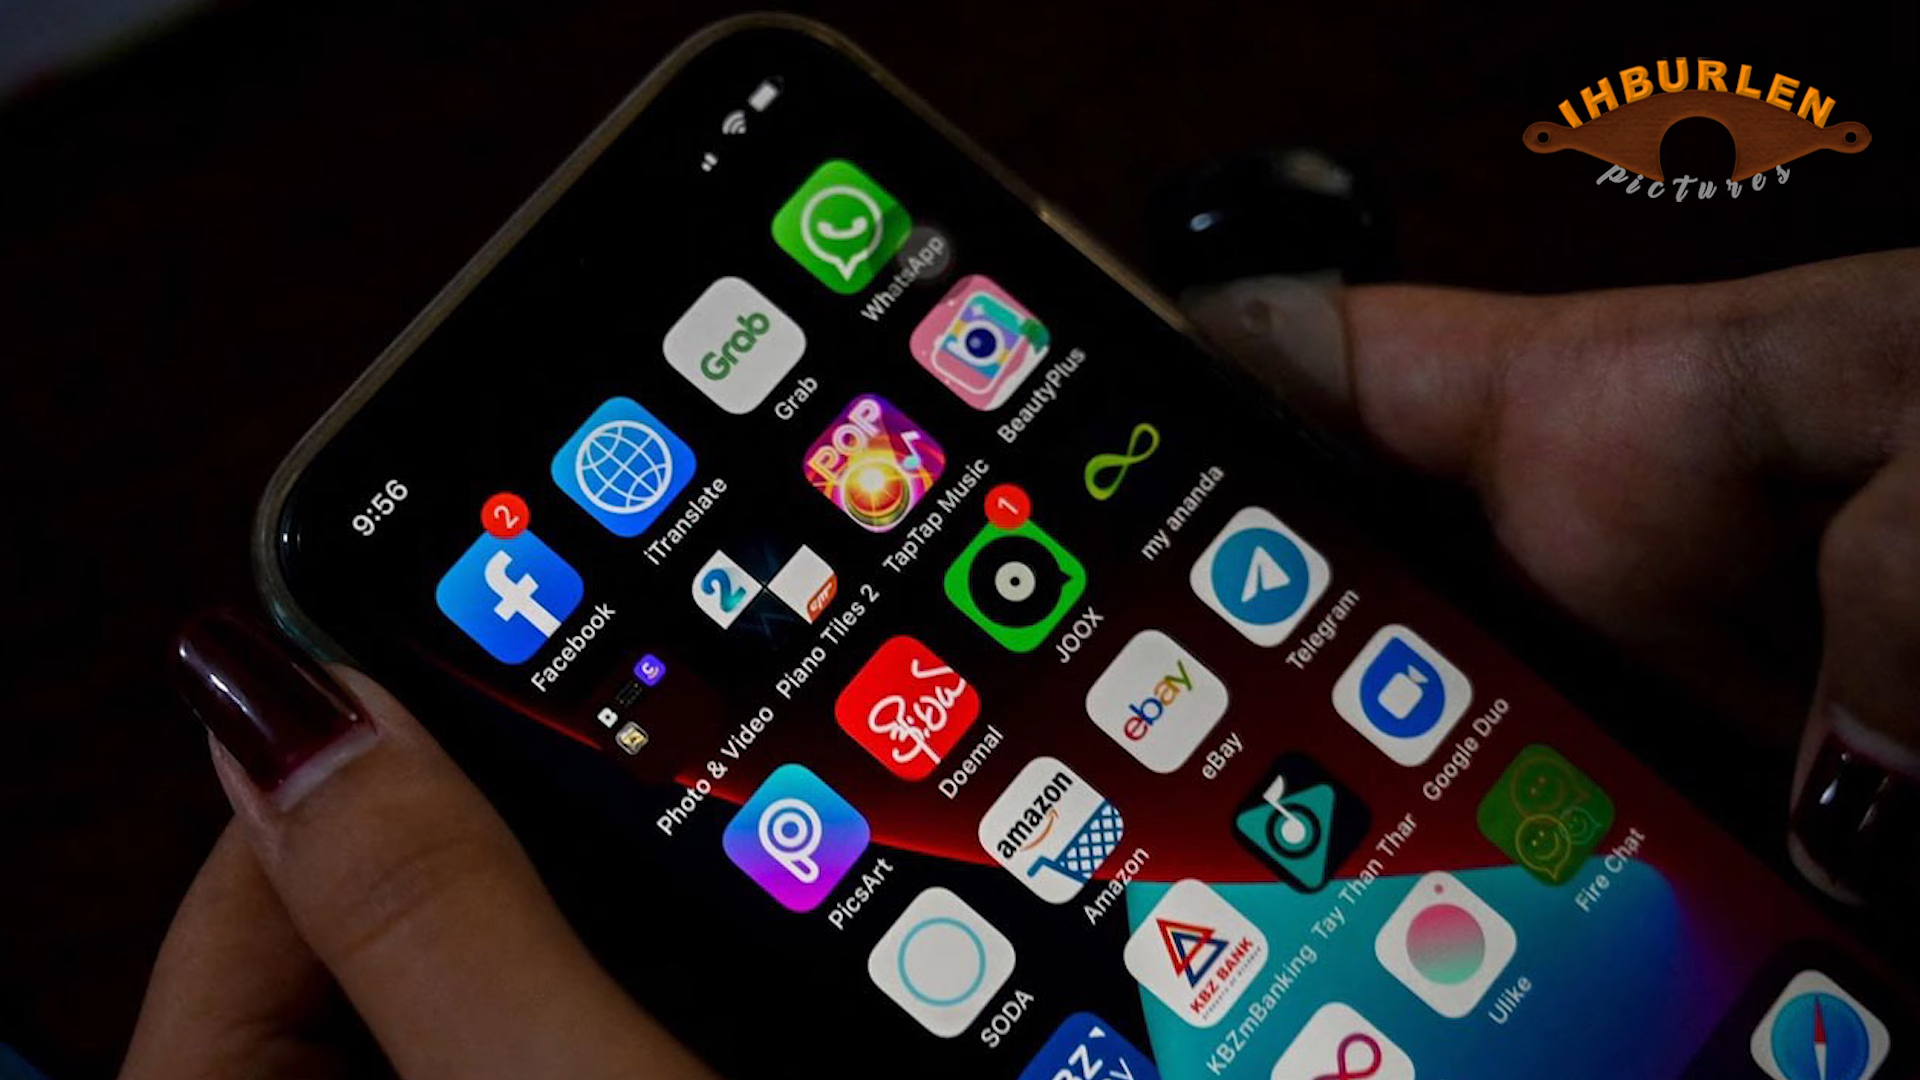 IHBURLEN
pictures
9:56
2
Facebook
iTranslate
Grab
Grab
WhatsApp
Photo & Video
2
Piano Tiles 2
POP
TapTap Music
BeautyPlus
PicsArt
Doemal
1
JOOX
my ananda
SODA
amazon
Amazon
ebay
eBay
Telegram
KBZ BANK
KBZmBanking
Tay Than Thar
Google Duo
Ulike
Fire Chat